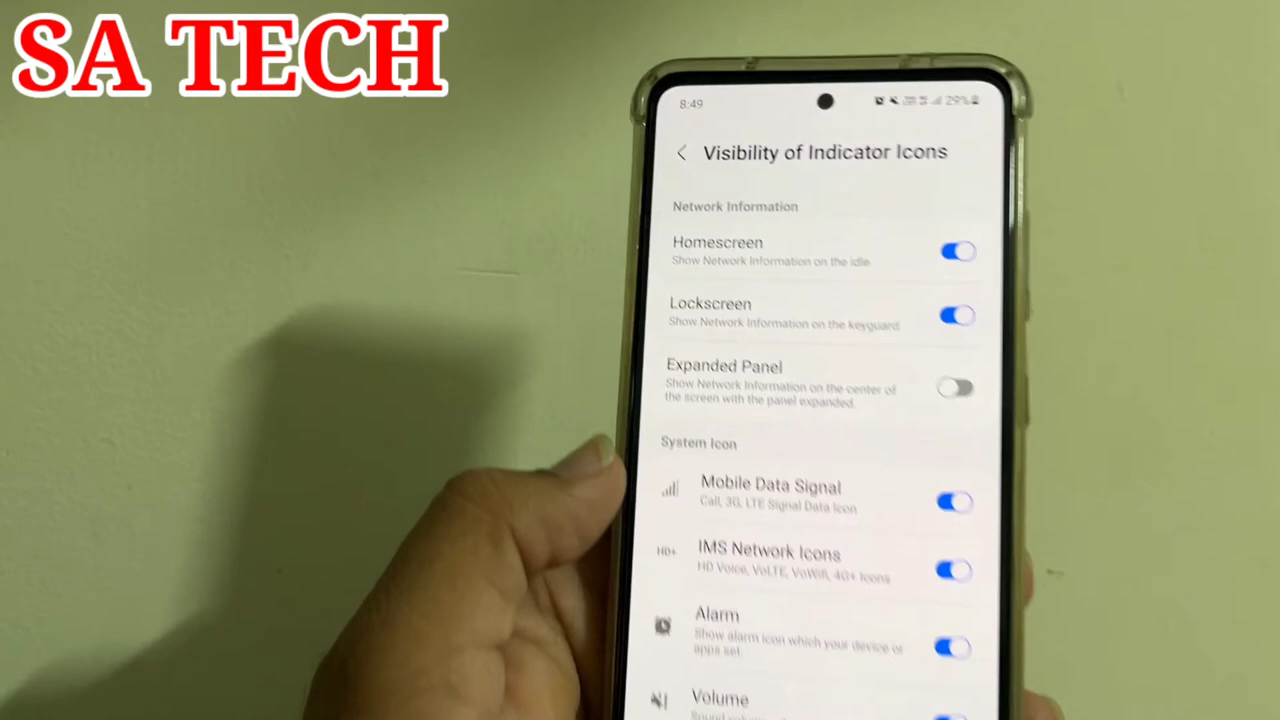 SA TECH
8:49
29%
Visibility of Indicator Icons
Network Information
Homescreen
Show Network Information on the idle.
Lockscreen
Show Network Information on the keyguard.
Expanded Panel
Show Network Information on the center of
the screen with the panel expanded.
System Icon
Mobile Data Signal
Call, 3G, LTE Signal Data Icon
HD+
IMS Network Icons
HD Voice, VoLTE, VoWifi, 4G+ Icons
Alarm
Show alarm icon which your device or
apps set.
Volume